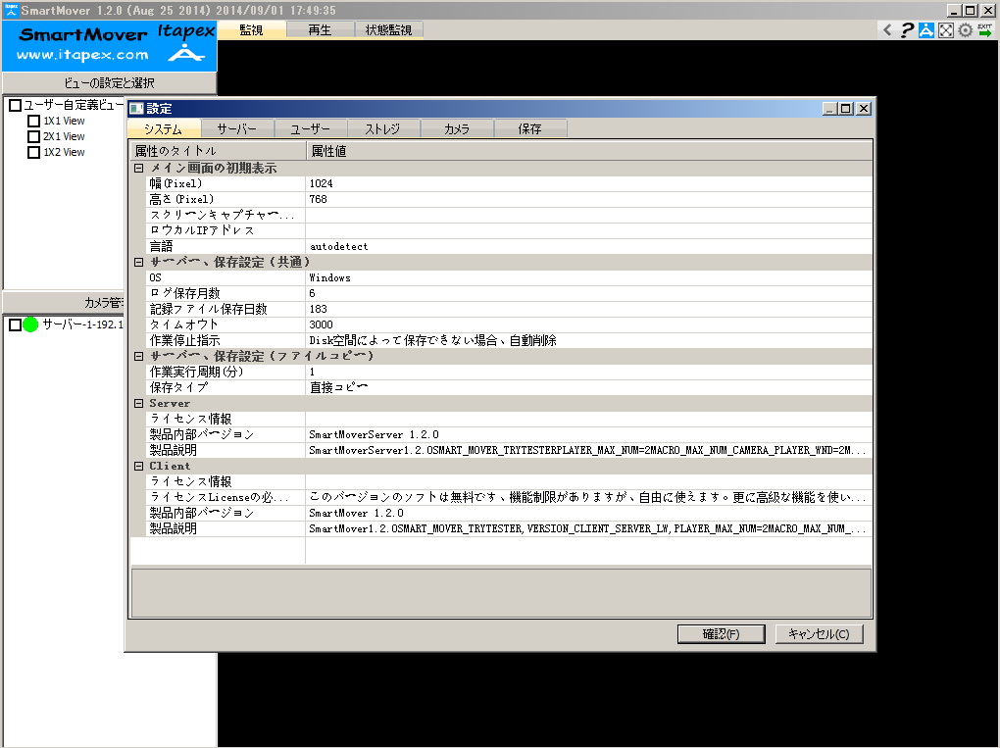 SmartMover 1.2.0 (Aug 25 2014) 2014/09/01 17:49:35
SmartMover Itapex
www.itapex.com
監視 再生 状態監視
EXIT
ビューの設定と選択
ユーザー自定義ビュー
1X1 View
2X1 View
1X2 View
カメラ管
サーバー-1-192.1
設定
システム サーバー ユーザー ストレジ カメラ 保存
属性のタイトル 属性値
メイン画面の初期表示
幅(Pixel) 1024
高さ(Pixel) 768
スクリーンキャプチャー...
ロウカルIPアドレス
言語 autodetect
サーバー、保存設定(共通)
OS Windows
ログ保存月数 6
記録ファイル保存日数 183
タイムオウト 3000
作業停止指示 Disk空間によって保存できない場合、自動削除
サーバー、保存設定(ファイルコピー)
作業実行周期(分) 1
保存タイプ 直接コピー
Server
ライセンス情報
製品内部バージョン SmartMoverServer 1.2.0
製品説明 SmartMoverServer1.2.0SMART_MOVER_TRYTESTERPLAYER_MAX_NUM=2MACRO_MAX_NUM_CAMERA_PLAYER_WND=2M...
Client
ライセンス情報
ライセンスLicenseの必... このバージョンのソフトは無料です、機能制限がありますが、自由に使えます。更に高級な機能を使い...
製品内部バージョン SmartMover 1.2.0
製品説明 SmartMover1.2.0SMART_MOVER_TRYTESTER,VERSION_CLIENT_SERVER_LW,PLAYER_MAX_NUM=2MACRO_MAX_NUM_...
確認(F) キャンセル(C)